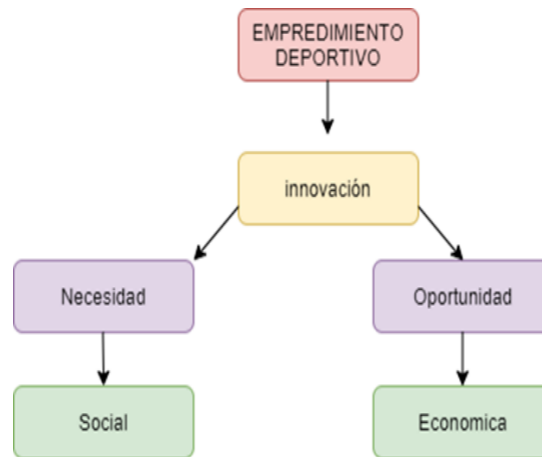 EMPREDIMIENTO
DEPORTIVO
innovación
Necesidad
Oportunidad
Social
Economica